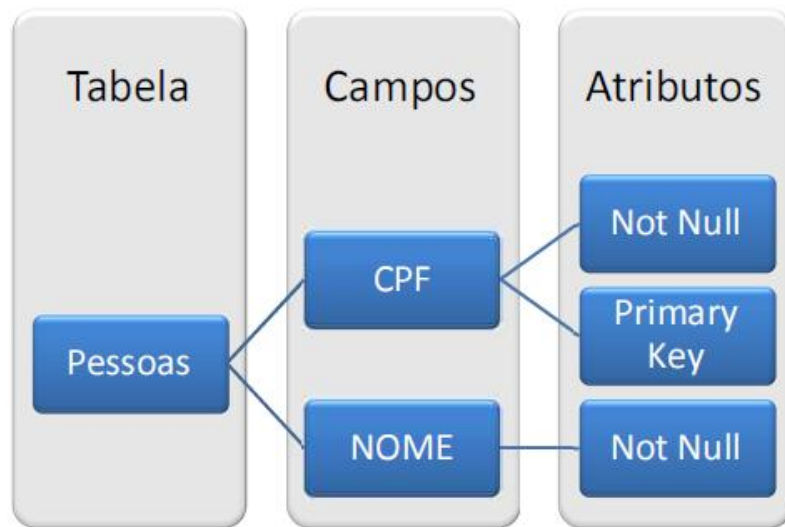 Tabela
Campos
Atributos
Pessoas
CPF
NOME
Not Null
Primary
Key
Not Null